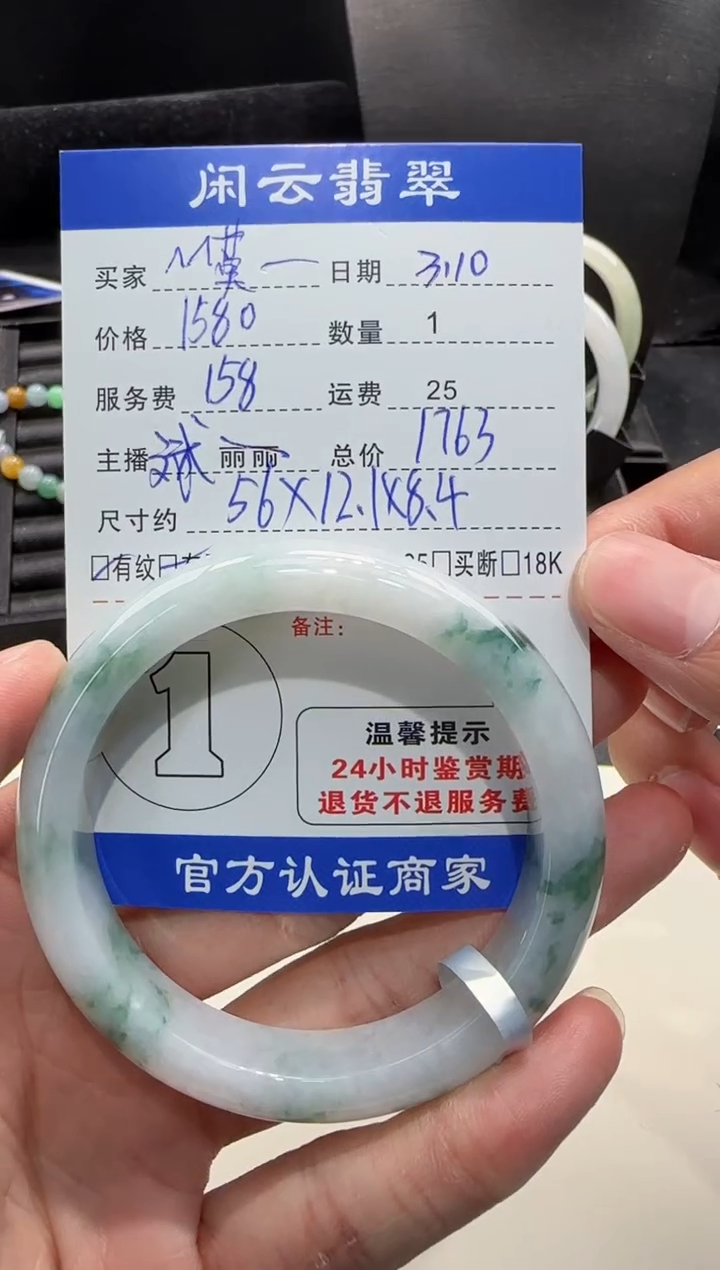 闲云翡翠
买家 一 日期 3.10
价格 1580 数量 1
服务费 158 运费 25
主播 斌 丽丽 总价 1763
尺寸约 56X12.1X8.4
☑有纹 □买断□18K
备注:
1
温馨提示
24小时鉴赏期
退货不退服务费
官方认证商家